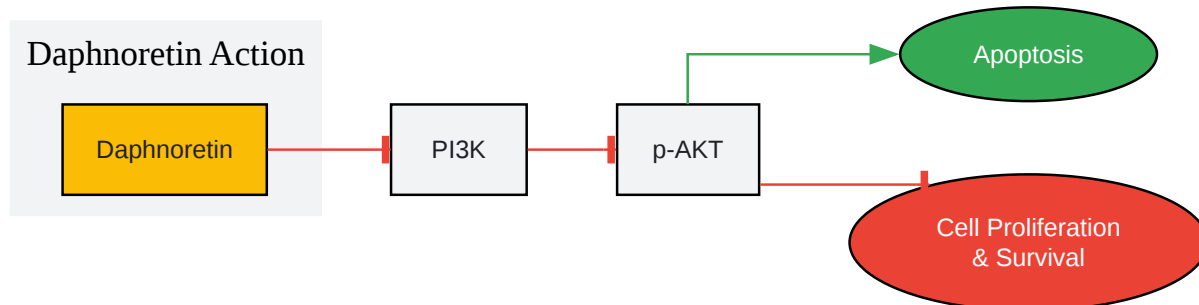 Daphnoretin Action
Daphnoretin
PI3K
p-AKT
Apoptosis
Cell Proliferation
& Survival